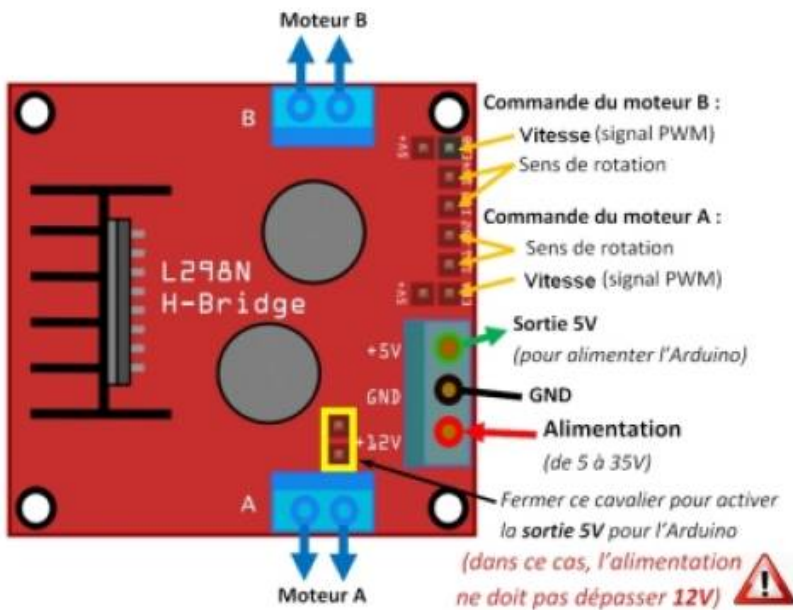 Moteur B
B
Commande du moteur B :
Vitesse (signal PWM)
Sens de rotation
Commande du moteur A :
Sens de rotation
Vitesse (signal PWM)
5V+
5V+
L298N
H-Bridge
+5V
GND
+12V
Sortie 5V
(pour alimenter l'Arduino)
GND
Alimentation
(de 5 à 35V)
A
Fermer ce cavalier pour activer
la sortie 5V pour l'Arduino
(dans ce cas, l'alimentation
ne doit pas dépasser 12V)
!
Moteur A